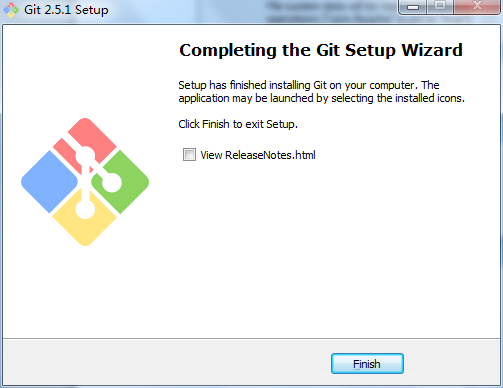 Git 2.5.1 Setup
Completing the Git Setup Wizard
Setup has finished installing Git on your computer. The
application may be launched by selecting the installed icons.
Click Finish to exit Setup.
View ReleaseNotes.html
Finish